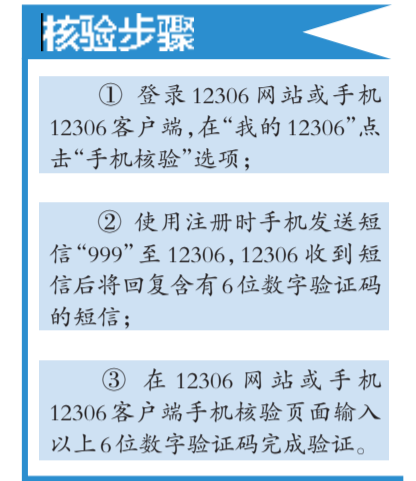 核验步骤
① 登录12306网站或手机
12306客户端,在“我的12306”点
击“手机核验”选项；
② 使用注册时手机发送短
信“999”至12306,12306收到短
信后将回复含有6位数字验证码
的短信；
③ 在12306网站或手机
12306客户端手机核验页面输入
以上6位数字验证码完成验证。